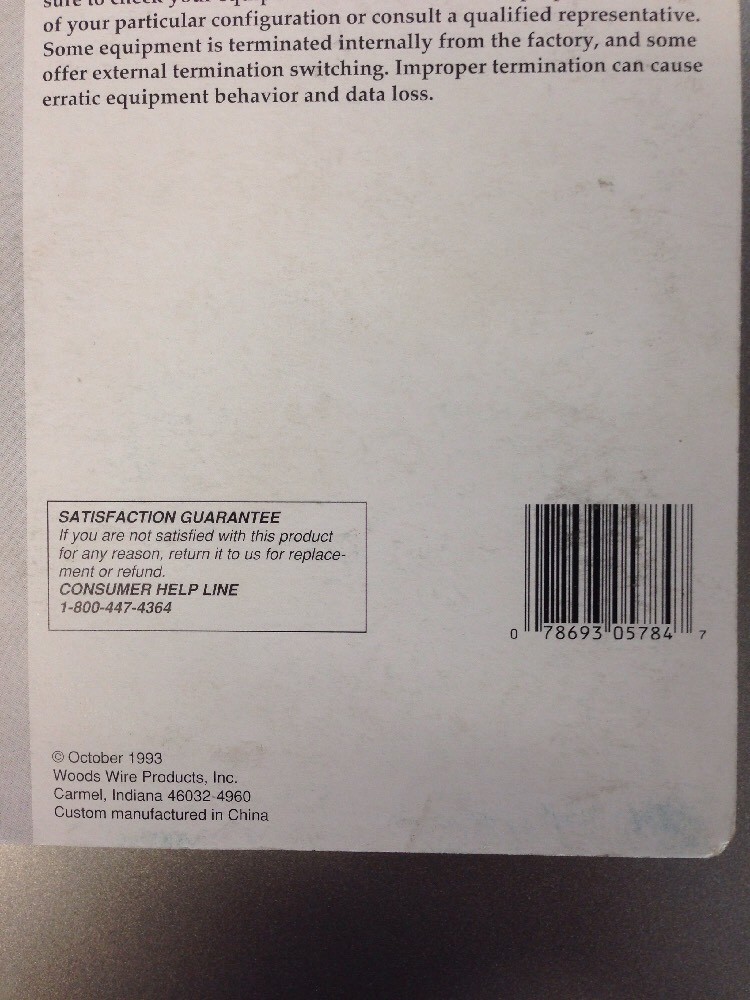 sure to check your
of your particular configuration or consult a qualified representative.
Some equipment is terminated internally from the factory, and some
offer external termination switching. Improper termination can cause
erratic equipment behavior and data loss.
SATISFACTION GUARANTEE
If you are not satisfied with this product
for any reason, return it to us for replace-
ment or refund.
CONSUMER HELP LINE
1-800-447-4364
0 78693 05784 7
© October 1993
Woods Wire Products, Inc.
Carmel, Indiana 46032-4960
Custom manufactured in China